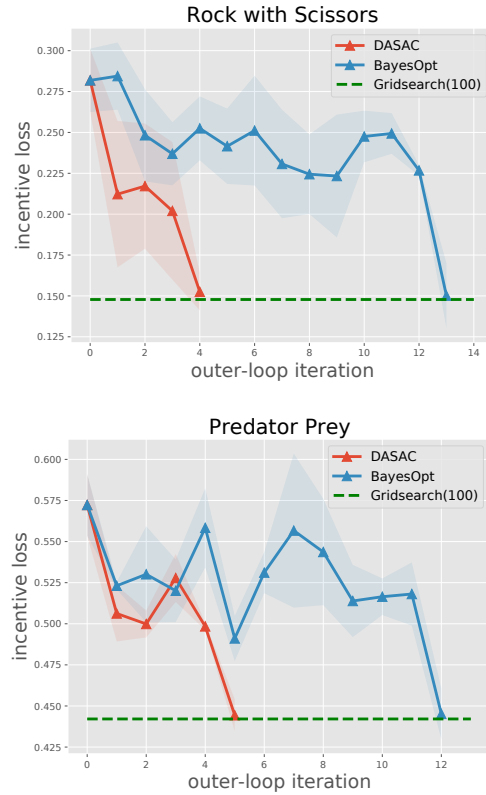 Rock with Scissors
DASAC
BayesOpt
Gridsearch(100)
0.300
0.275
0.250
0.225
0.200
0.175
0.150
0.125
incentive loss
0 2 4 6 8 10 12 14
outer-loop iteration
Predator Prey
DASAC
BayesOpt
Gridsearch(100)
0.600
0.575
0.550
0.525
0.500
0.475
0.450
0.425
incentive loss
0 2 4 6 8 10 12
outer-loop iteration